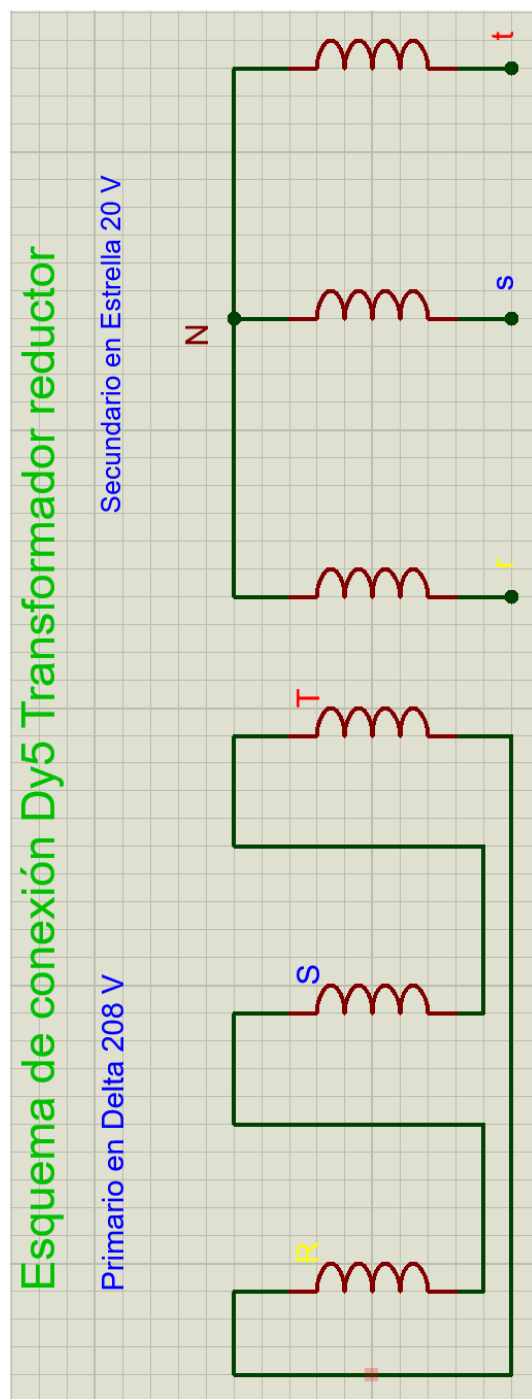 Esquema de conexión Dy5 Transformador reductor
Primario en Delta 208 V
Secundario en Estrella 20 V
N
R
S
T
r
s
t